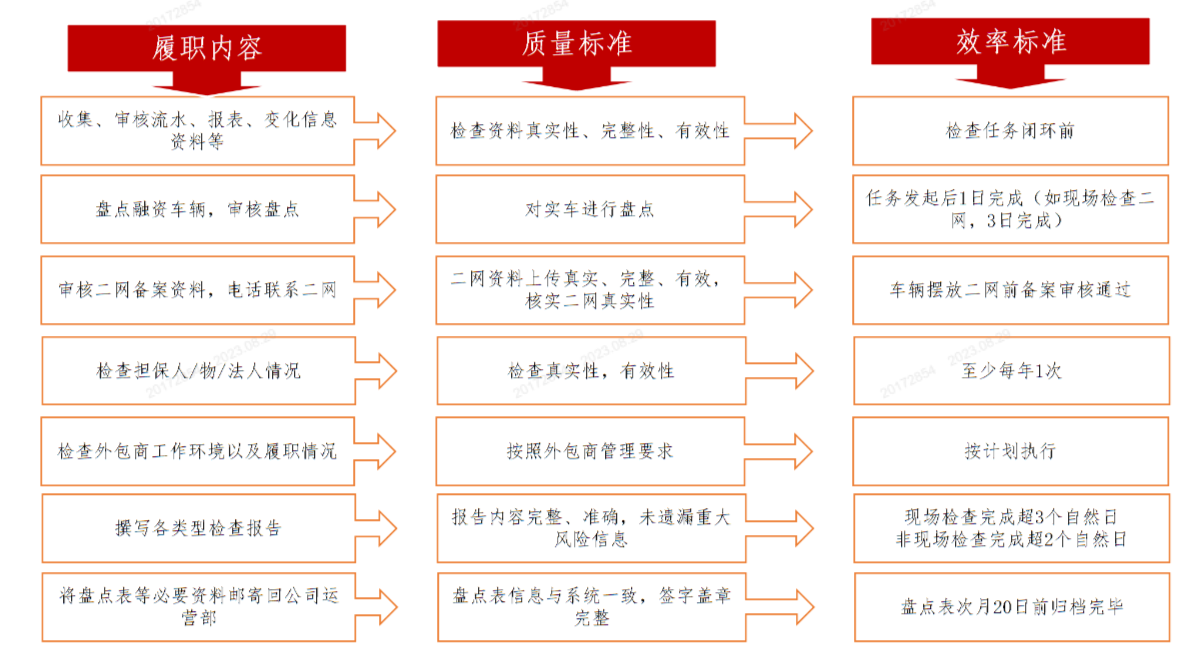 履职内容
质量标准
效率标准
收集、审核流水、报表、变化信息
资料等
检查资料真实性、完整性、有效性
检查任务闭环前
盘点融资车辆，审核盘点
对实车进行盘点
任务发起后1日完成（如现场检查二
网，3日完成）
审核二网备案资料，电话联系二网
二网资料上传真实、完整、有效，
核实二网真实性
车辆摆放二网前备案审核通过
检查担保人/物/法人情况
检查真实性，有效性
至少每年1次
检查外包商工作环境以及履职情况
按照外包商管理要求
按计划执行
撰写各类型检查报告
报告内容完整、准确，未遗漏重大
风险信息
现场检查完成超3个自然日
非现场检查完成超2个自然日
将盘点表等必要资料邮寄回公司运
营部
盘点表信息与系统一致，签字盖章
完整
盘点表次月20日前归档完毕
20172854
20172854
20172854
20172854 2023.08.29
2023.08.29
20172854 2023.08.29